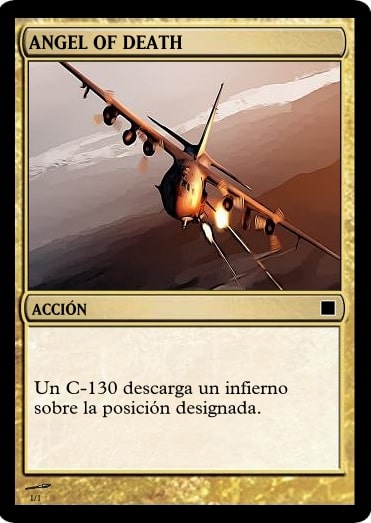 ANGEL OF DEATH
ACCIÓN
Un C-130 descarga un infierno
sobre la posición designada.
1/1